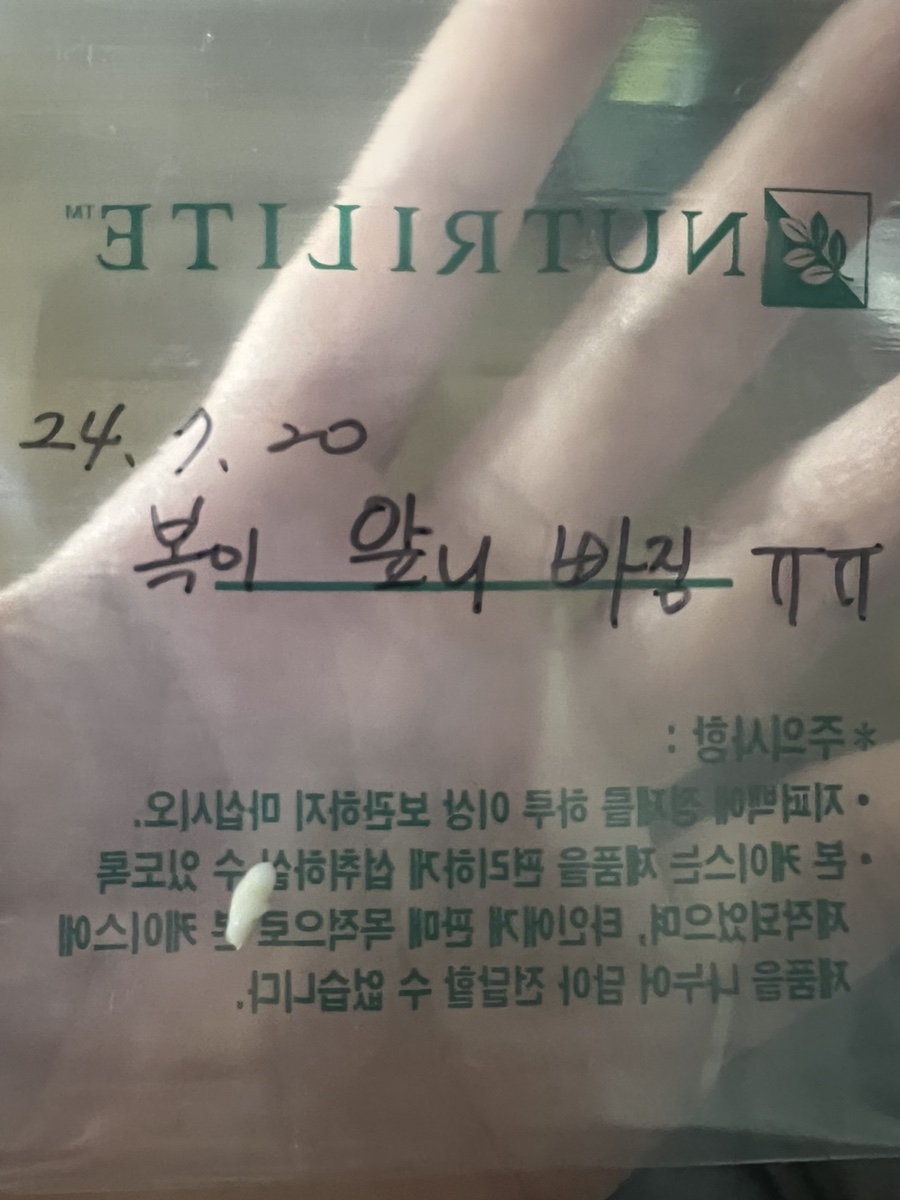 NUTRILITE™
24. 7. 20
복이 앞니 빠짐 ㅠㅠ
*주의사항 :
• 지퍼백에 정제를 하루 이상 보관하지 마십시오.
• 본 케이스는 제품을 편리하게 섭취하실 수 있도록
제작되었으며, 타인에게 판매 목적으로 본 케이스에
제품을 나누어 담아 전달할 수 없습니다.